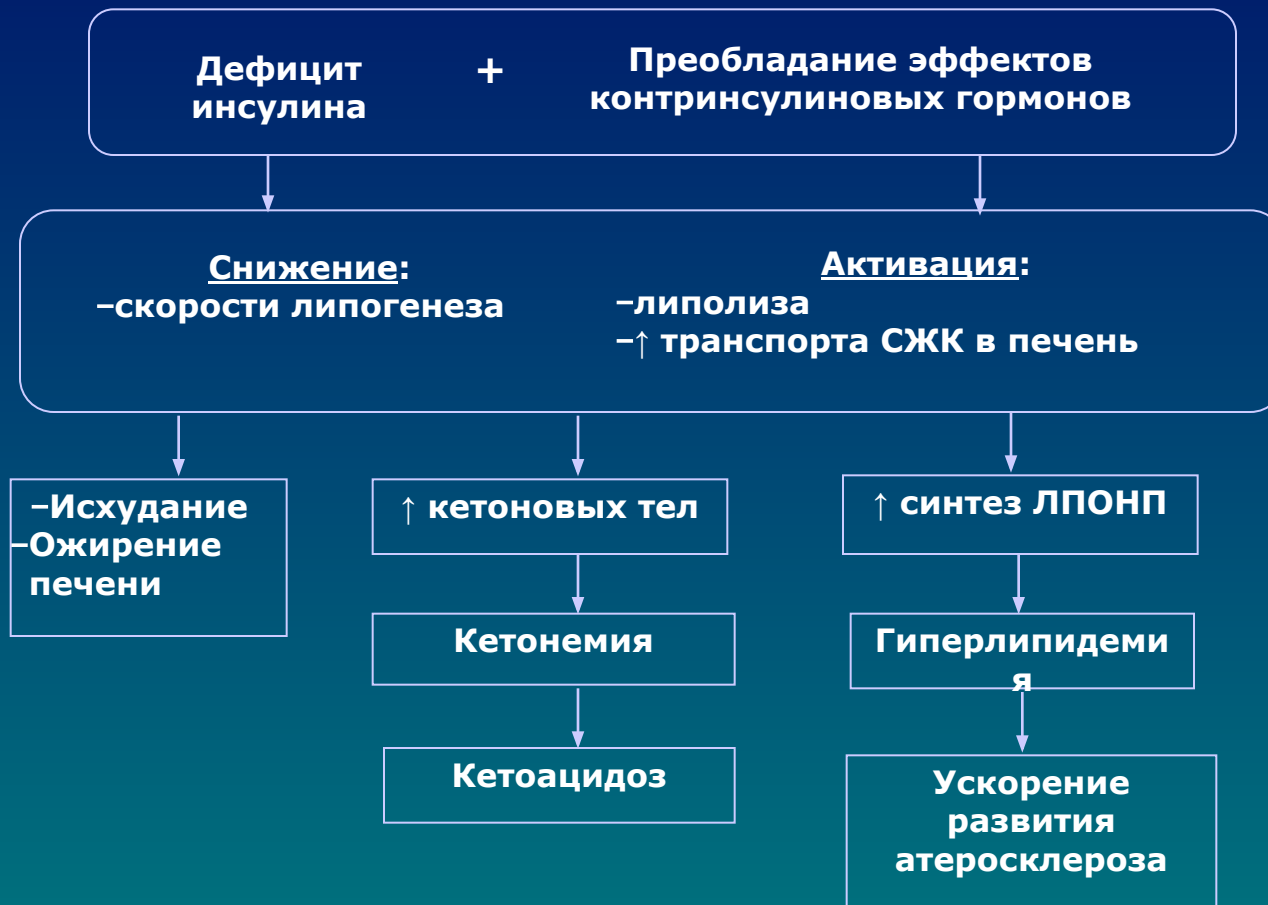 Дефицит
инсулина
+
Преобладание эффектов
контринсулиновых гормонов
Снижение:
–скорости липогенеза
Активация:
–липолиза
–↑ транспорта СЖК в печень
–Исхудание
–Ожирение
печени
↑ кетоновых тел
Кетонемия
Кетоацидоз
↑ синтез ЛПОНП
Гиперлипидеми
я
Ускорение
развития
атеросклероза